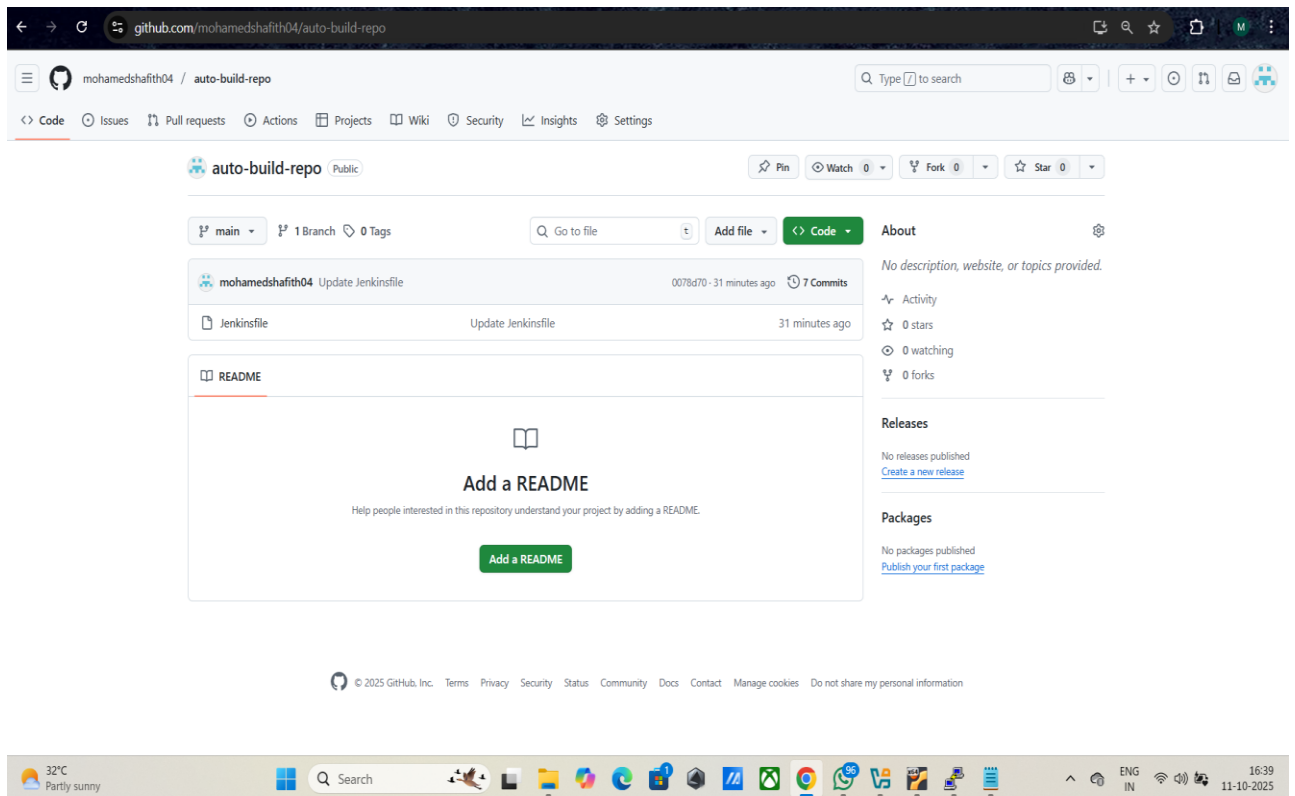 github.com/mohamedshafith04/auto-build-repo
M
mohamedshafith04 / auto-build-repo
Type / to search
Code Issues Pull requests Actions Projects Wiki Security Insights Settings
auto-build-repo Public
Pin Watch 0 Fork 0 Star 0
main 1 Branch 0 Tags Go to file t Add file Code
mohamedshafith04 Update Jenkinsfile 0078d70 · 31 minutes ago 7 Commits
Jenkinsfile Update Jenkinsfile 31 minutes ago
README
Add a README
Help people interested in this repository understand your project by adding a README.
Add a README
About
No description, website, or topics provided.
Activity
0 stars
0 watching
0 forks
Releases
No releases published
Create a new release
Packages
No packages published
Publish your first package
© 2025 GitHub, Inc. Terms Privacy Security Status Community Docs Contact Manage cookies Do not share my personal information
32°C
Partly sunny
Search
1
96
ENG
IN
16:39
11-10-2025